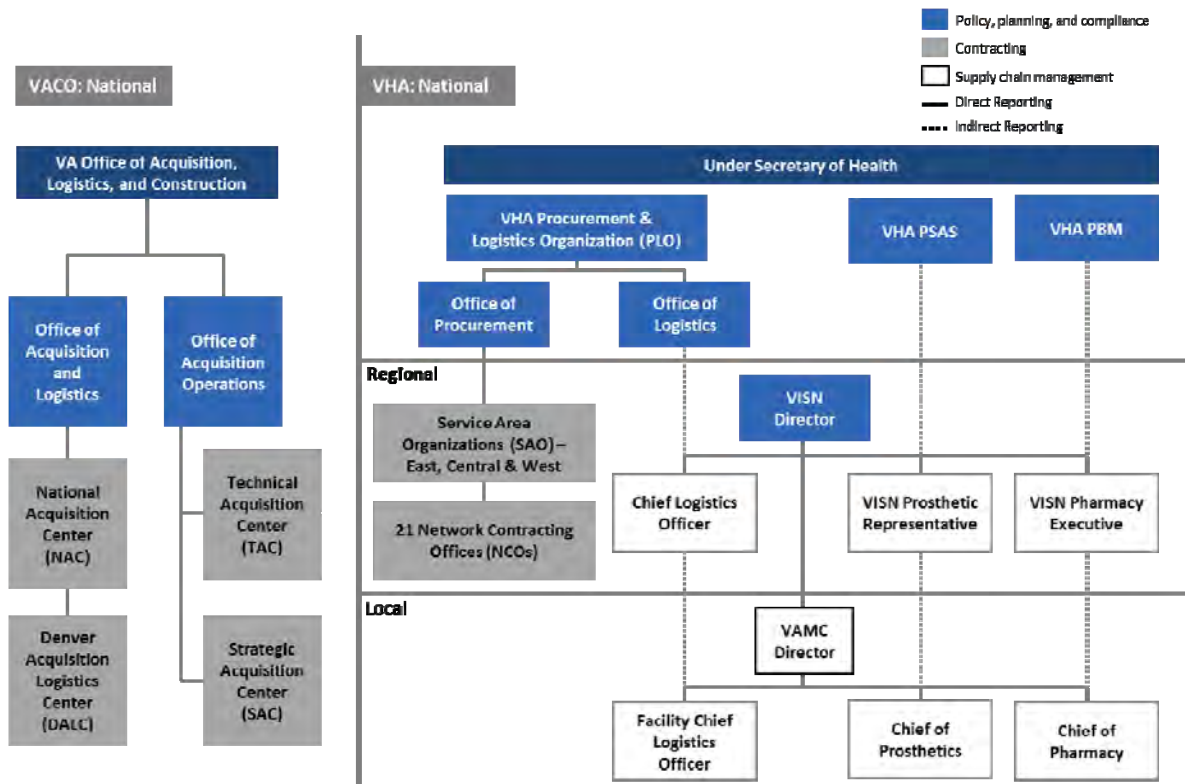 Policy, planning, and compliance
Contracting
Supply chain management
Direct Reporting
Indirect Reporting
VACO: National
VHA: National
VA Office of Acquisition,
Logistics, and Construction
Under Secretary of Health
VHA Procurement &
Logistics Organization (PLO)
VHA PSAS
VHA PBM
Office of
Acquisition
and
Logistics
Office of
Acquisition
Operations
Office of
Procurement
Office of
Logistics
Regional
VISN
Director
Service Area
Organizations (SAO) –
East, Central & West
National
Acquisition
Center
(NAC)
Technical
Acquisition
Center
(TAC)
21 Network Contracting
Offices (NCOs)
Chief Logistics
Officer
VISN Prosthetic
Representative
VISN Pharmacy
Executive
Local
VAMC
Director
Denver
Acquisition
Logistics
Center
(DALC)
Strategic
Acquisition
Center
(SAC)
Facility Chief
Logistics
Officer
Chief of
Prosthetics
Chief of
Pharmacy